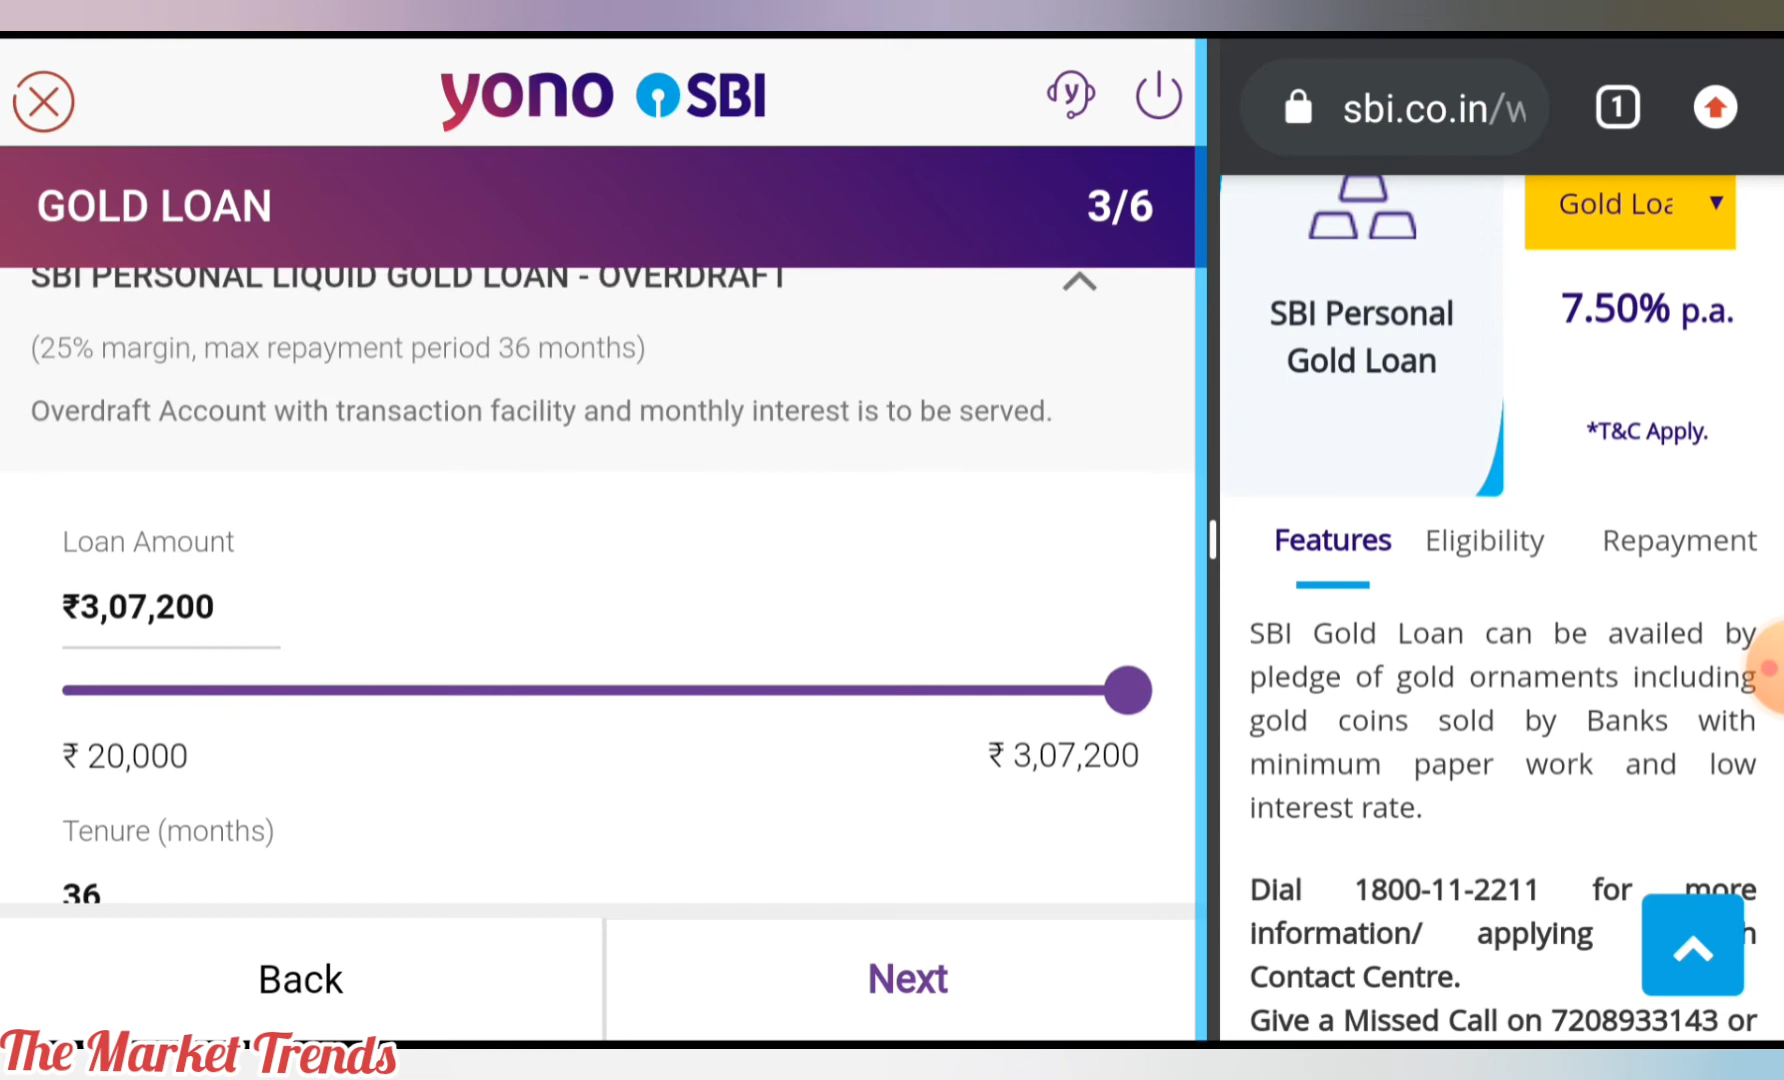 yono SBI
y
GOLD LOAN 3/6
SBI PERSONAL LIQUID GOLD LOAN - OVERDRAFT
(25% margin, max repayment period 36 months)
Overdraft Account with transaction facility and monthly interest is to be served.
Loan Amount
₹3,07,200
₹ 20,000 ₹ 3,07,200
Tenure (months)
36
Back Next
The Market Trends
sbi.co.in/w
1
Gold Loa
SBI Personal
Gold Loan
7.50% p.a.
*T&C Apply.
Features Eligibility Repayment
SBI Gold Loan can be availed by
pledge of gold ornaments including
gold coins sold by Banks with
minimum paper work and low
interest rate.
Dial 1800-11-2211 for more
information/ applying
Contact Centre.
Give a Missed Call on 7208933143 or